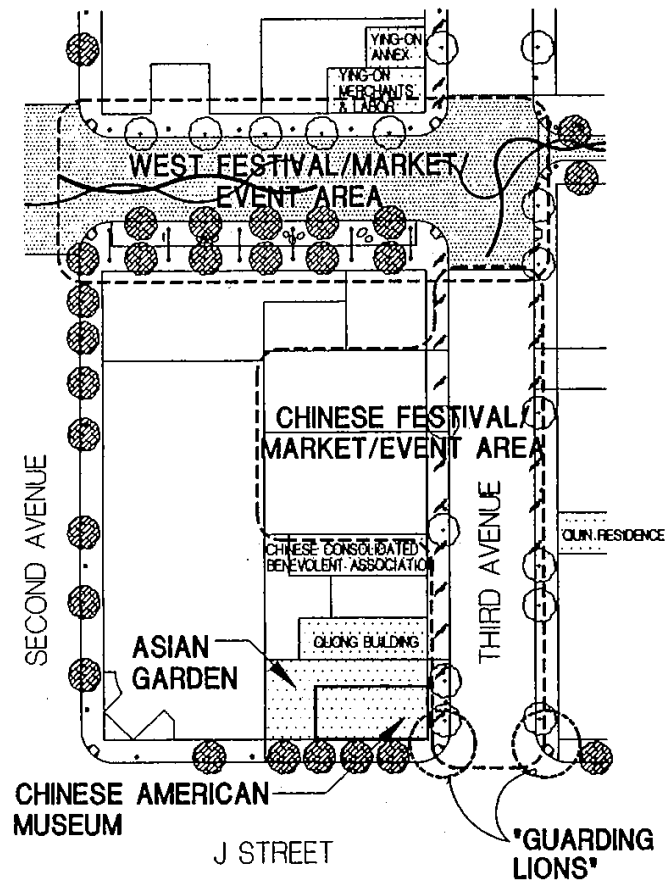 YING-ON
ANNEX
YING-ON
MERCHANTS
& LABOR
WEST FESTIVAL/MARKET/
EVENT AREA
CHINESE FESTIVAL/
MARKET/EVENT AREA
SECOND AVENUE
THIRD AVENUE
QUIN RESIDENCE
CHINESE CONSOLIDATED
BENEVOLENT ASSOCIATION
QUONG BUILDING
ASIAN
GARDEN
CHINESE AMERICAN
MUSEUM
J STREET
"GUARDING
LIONS"